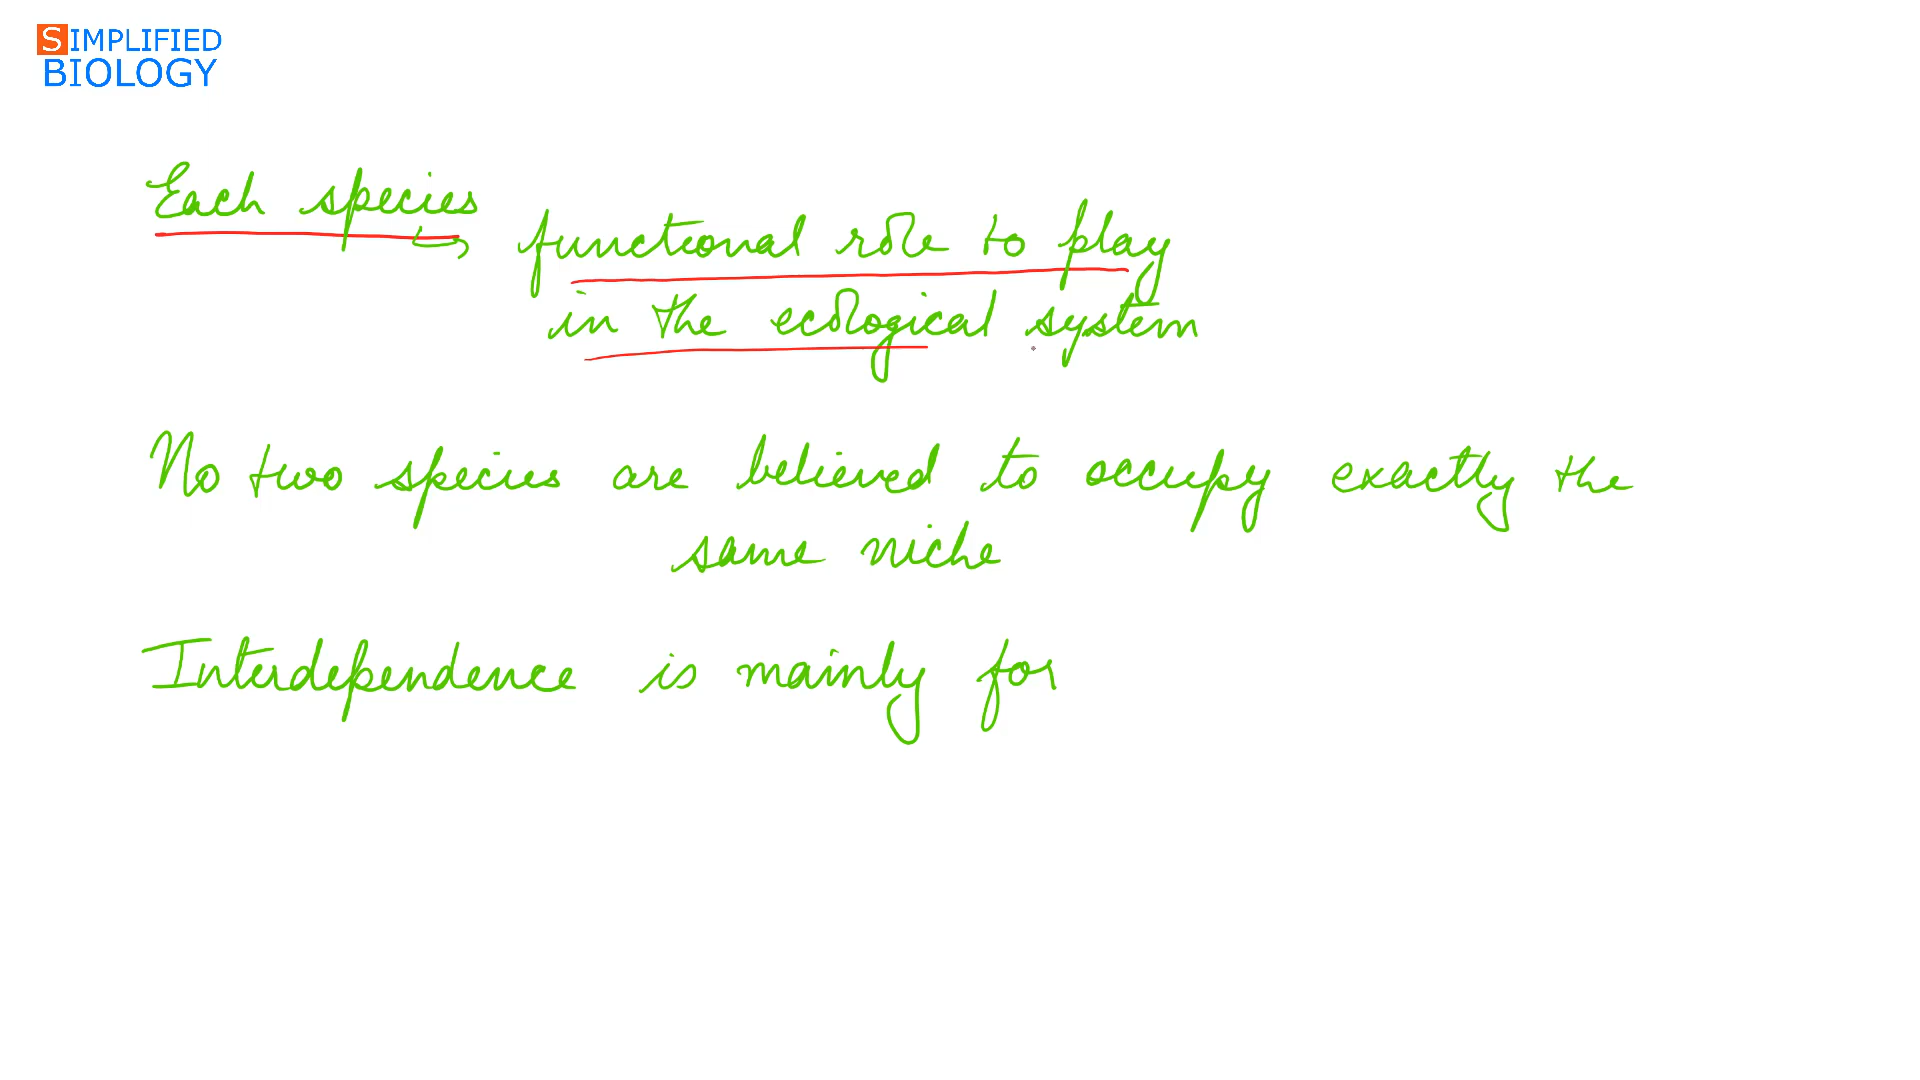 SIMPLIFIED
BIOLOGY
Each species
functional role to play
in the ecological system
No two species are believed to occupy exactly the
same niche
Interdependence is mainly for